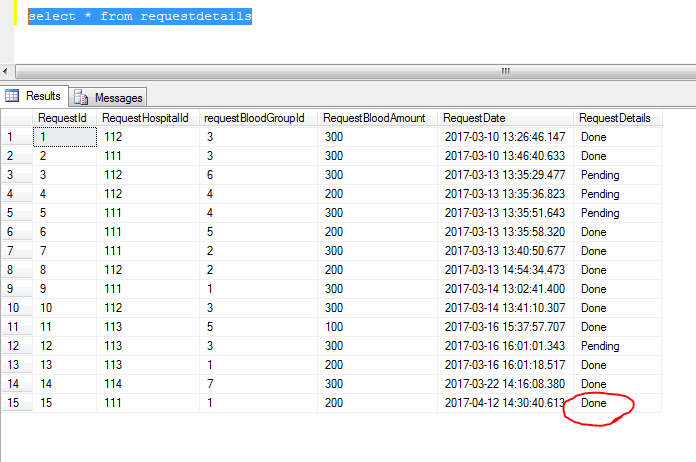 select * from requestdetails
Results Messages
RequestId RequestHospitalId requestBloodGroupId RequestBloodAmount RequestDate RequestDetails
1 1 112 3 300 2017-03-10 13:26:46.147 Done
2 2 111 3 300 2017-03-10 13:46:40.633 Done
3 3 112 6 300 2017-03-13 13:35:29.477 Pending
4 4 112 4 200 2017-03-13 13:35:36.823 Pending
5 5 111 4 300 2017-03-13 13:35:51.643 Pending
6 6 111 5 200 2017-03-13 13:35:58.320 Done
7 7 111 2 300 2017-03-13 13:40:50.677 Done
8 8 112 2 200 2017-03-13 14:54:34.473 Done
9 9 111 1 300 2017-03-14 13:02:41.400 Done
10 10 112 3 300 2017-03-14 13:41:10.307 Done
11 11 113 5 100 2017-03-16 15:37:57.707 Done
12 12 113 3 300 2017-03-16 16:01:01.343 Pending
13 13 113 1 200 2017-03-16 16:01:18.517 Done
14 14 114 7 300 2017-03-22 14:16:08.380 Done
15 15 111 1 200 2017-04-12 14:30:40.613 Done